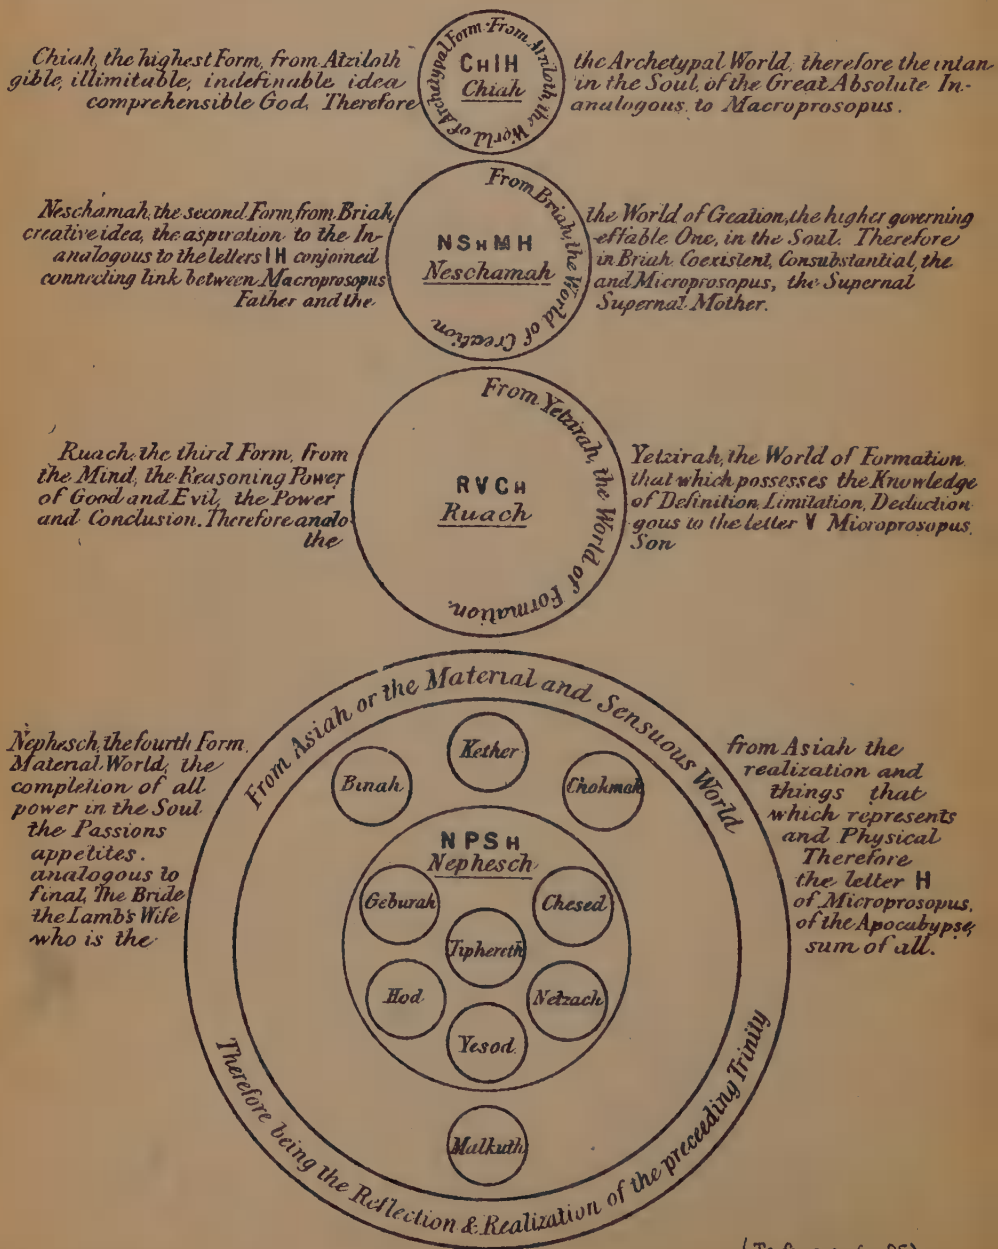 From Atziloth, the World of Archetypal Form.
CHIH
Chiah
Chiah, the highest Form, from Atziloth the Archetypal World, therefore the intan
gible, illimitable, indefinable idea in the Soul, of the Great Absolute In-
comprehensible God. Therefore analogous to Macroprosopus.
From Briah, the World of Creation.
NSHMH
Neschamah
Neschamah, the second Form, from Briah, the World of Creation, the higher governing
creative idea, the aspiration to the In- effable One, in the Soul. Therefore
analogous to the letters IH conjoined in Briah Coexistent, Consubstantial, the
connecting link between Macroprosopus and Microprosopus, the Supernal
Father and the Supernal Mother.
From Yetzirah, the World of Formation.
RVCH
Ruach
Ruach, the third Form, from Yetzirah, the World of Formation
the Mind, the Reasoning Power that which possesses the Knowledge
of Good and Evil, the Power of Definition Limitation, Deduction
and Conclusion. Therefore analo gous to the letter V Microprosopus.
the Son
From Asiah or the Material and Sensuous World
Nephesch, the fourth Form, from Asiah the
Material World, the realization and
completion of all things that
power in the Soul which represents
the Passions and Physical
appetites. Therefore
analogous to the letter H
final, The Bride of Microprosopus,
the Lamb's Wife of the Apocabypse,
who is the sum of all.
Kether
Binah
Chokmah
NPSH
Nephesch
Geburah
Chesed
Tiphereth
Hod
Netzach
Yesod
Malkuth
Therefore being the Reflection & Realization of the preceeding Trinity